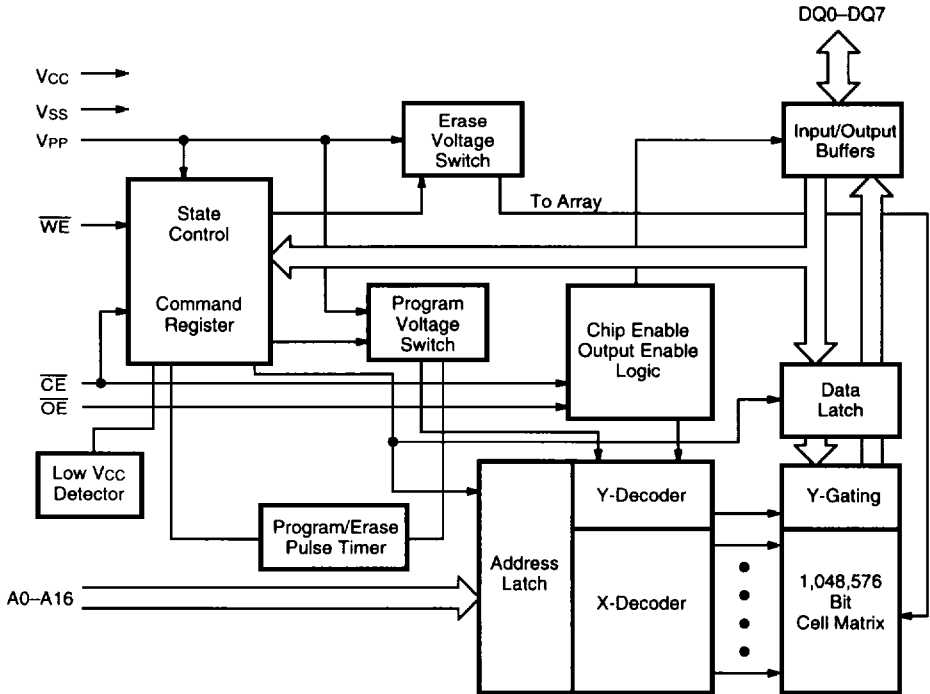 DQ0–DQ7
VCC
VSS
VPP
WE
CE
OE
A0–A16
Erase
Voltage
Switch
Input/Output
Buffers
To Array
State
Control
Command
Register
Program
Voltage
Switch
Chip Enable
Output Enable
Logic
Data
Latch
Low VCC
Detector
Program/Erase
Pulse Timer
Address
Latch
Y-Decoder
X-Decoder
Y-Gating
1,048,576
Bit
Cell Matrix